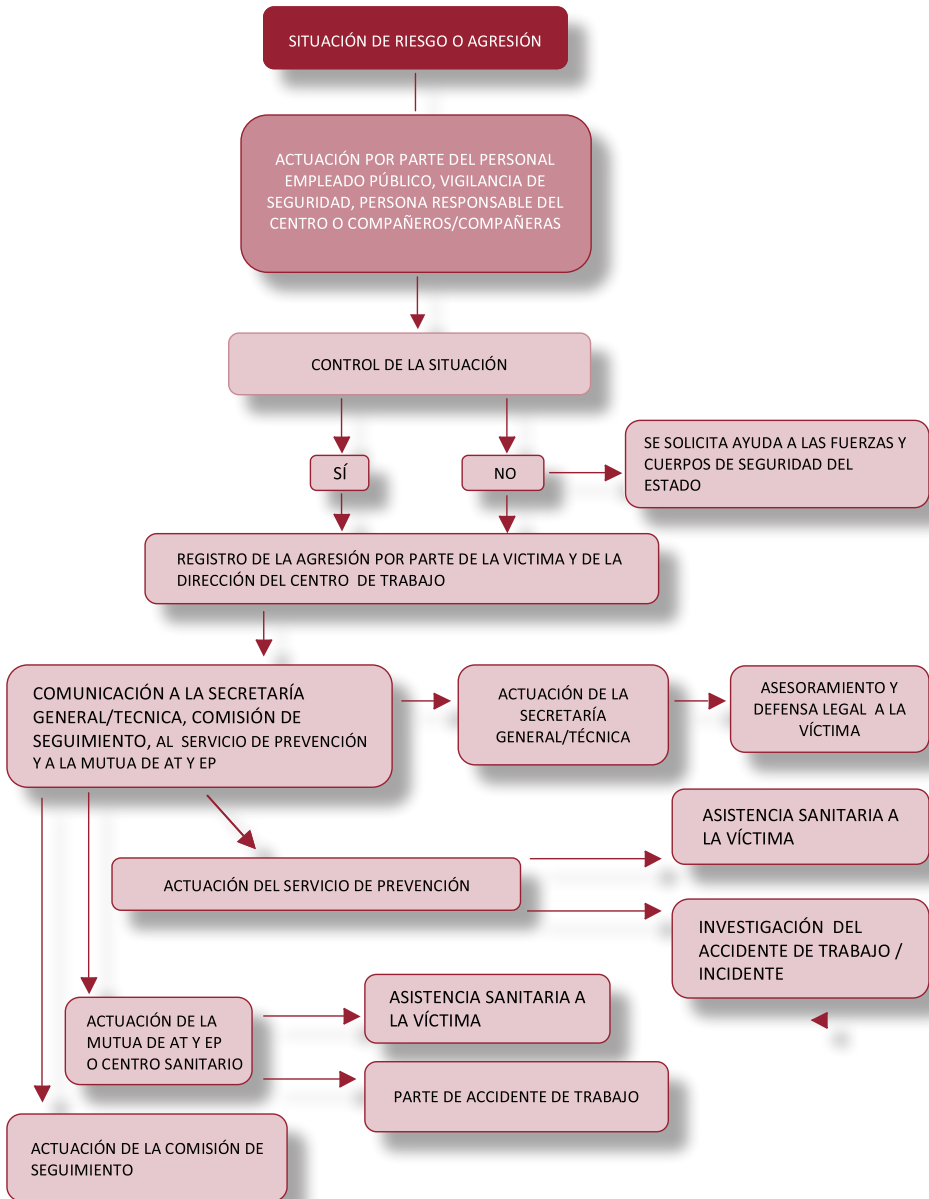 SITUACIÓN DE RIESGO O AGRESIÓN
ACTUACIÓN POR PARTE DEL PERSONAL
EMPLEADO PÚBLICO, VIGILANCIA DE
SEGURIDAD, PERSONA RESPONSABLE DEL
CENTRO O COMPAÑEROS/COMPAÑERAS
CONTROL DE LA SITUACIÓN
SÍ
NO
SE SOLICITA AYUDA A LAS FUERZAS Y
CUERPOS DE SEGURIDAD DEL
ESTADO
REGISTRO DE LA AGRESIÓN POR PARTE DE LA VICTIMA Y DE LA
DIRECCIÓN DEL CENTRO DE TRABAJO
COMUNICACIÓN A LA SECRETARÍA
GENERAL/TECNICA, COMISIÓN DE
SEGUIMIENTO, AL SERVICIO DE PREVENCIÓN
Y A LA MUTUA DE AT Y EP
ACTUACIÓN DE LA
SECRETARÍA
GENERAL/TÉCNICA
ASESORAMIENTO Y
DEFENSA LEGAL A LA
VÍCTIMA
ASISTENCIA SANITARIA A
LA VÍCTIMA
ACTUACIÓN DEL SERVICIO DE PREVENCIÓN
INVESTIGACIÓN DEL
ACCIDENTE DE TRABAJO /
INCIDENTE
ASISTENCIA SANITARIA A
LA VÍCTIMA
ACTUACIÓN DE LA
MUTUA DE AT Y EP
O CENTRO SANITARIO
PARTE DE ACCIDENTE DE TRABAJO
ACTUACIÓN DE LA COMISIÓN DE
SEGUIMIENTO